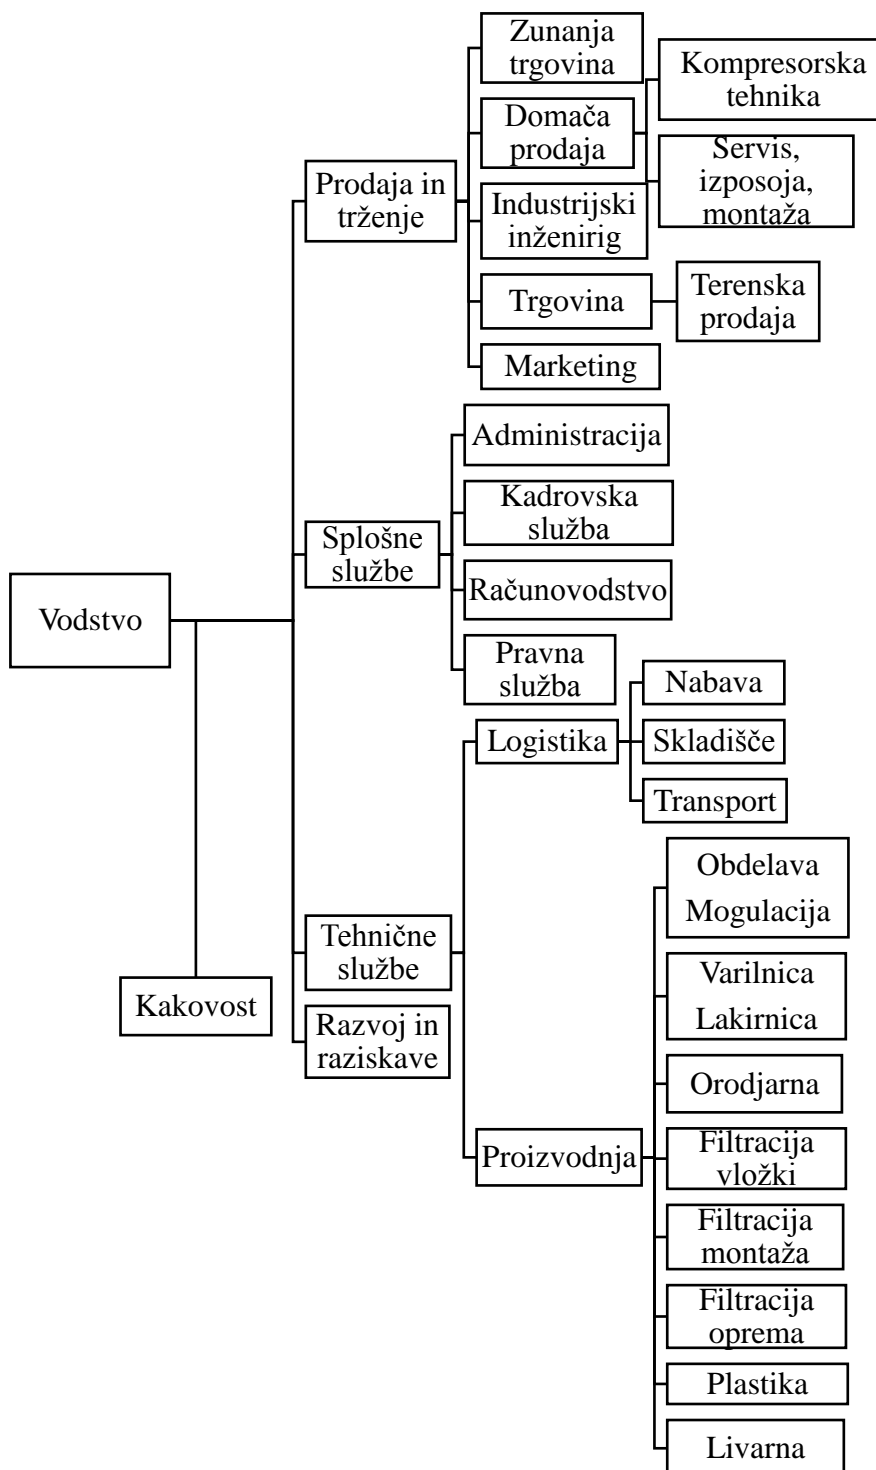 Zunanja
trgovina
Kompresorska
tehnika
Domača
prodaja
Servis,
izposoja,
montaža
Prodaja in
trženje
Industrijski
inženirig
Trgovina
Terenska
prodaja
Marketing
Administracija
Kadrovska
služba
Splošne
službe
Računovodstvo
Vodstvo
Pravna
služba
Nabava
Logistika
Skladišče
Transport
Obdelava
Mogulacija
Tehnične
službe
Varilnica
Lakirnica
Kakovost
Razvoj in
raziskave
Orodjarna
Proizvodnja
Filtracija
vložki
Filtracija
montaža
Filtracija
oprema
Plastika
Livarna